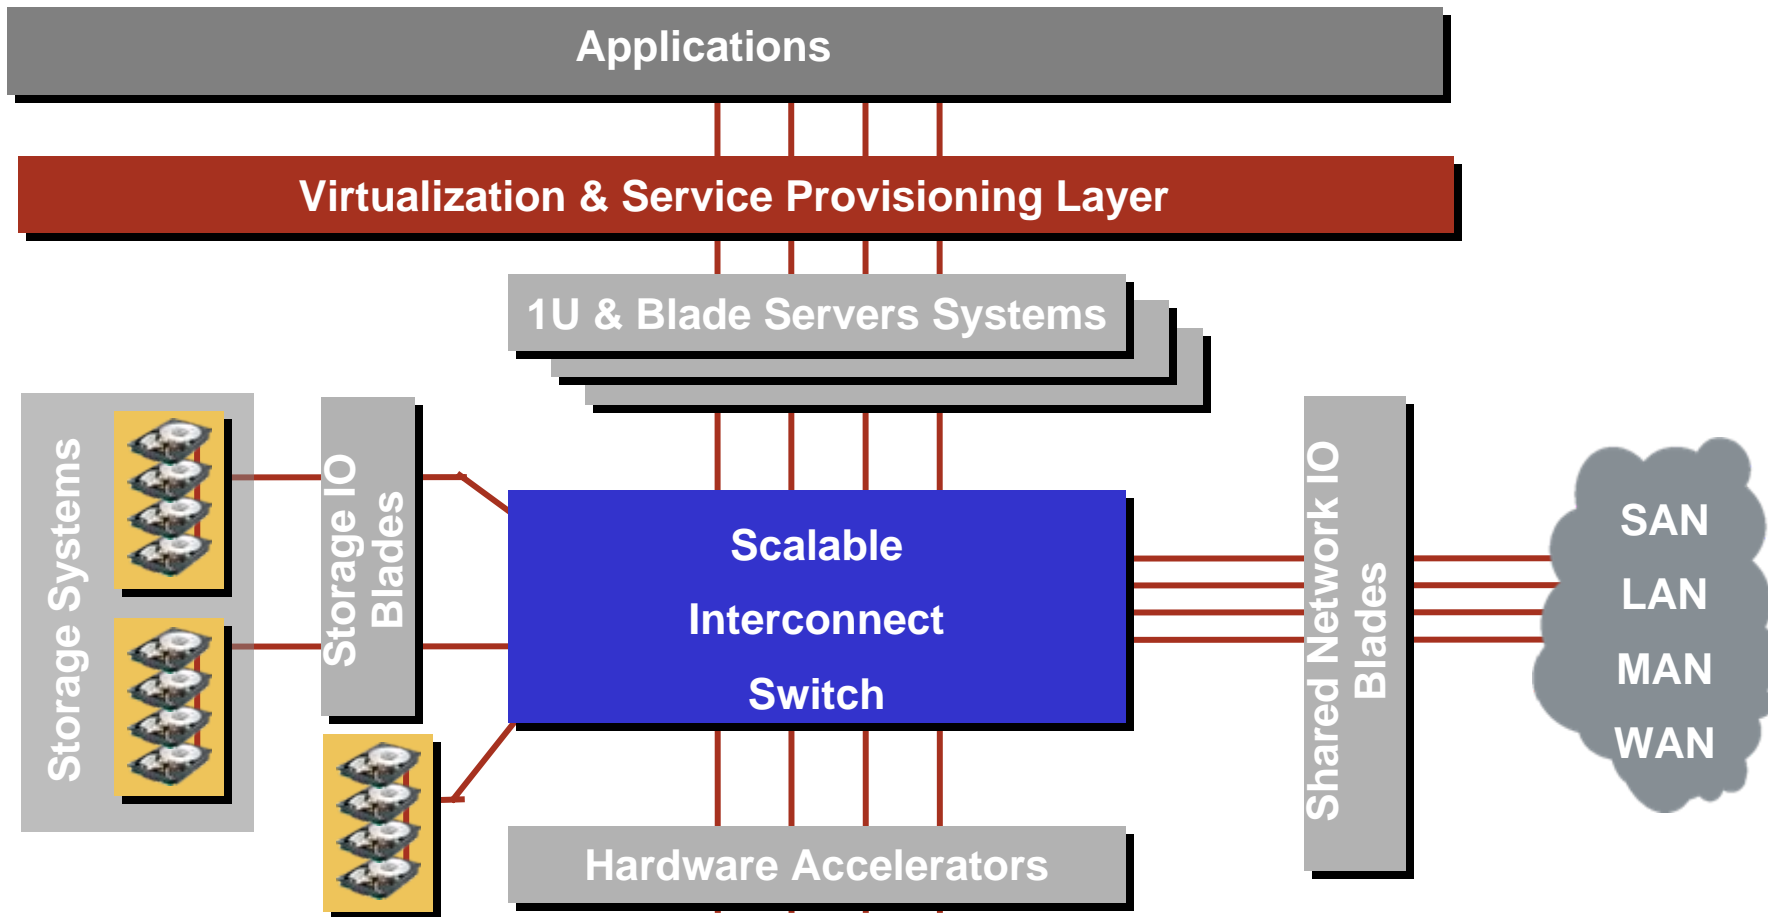 Applications
Virtualization & Service Provisioning Layer
1U & Blade Servers Systems
Storage Systems
Storage IO
Blades
Scalable
Interconnect
Switch
Shared Network IO
Blades
SAN
LAN
MAN
WAN
Hardware Accelerators